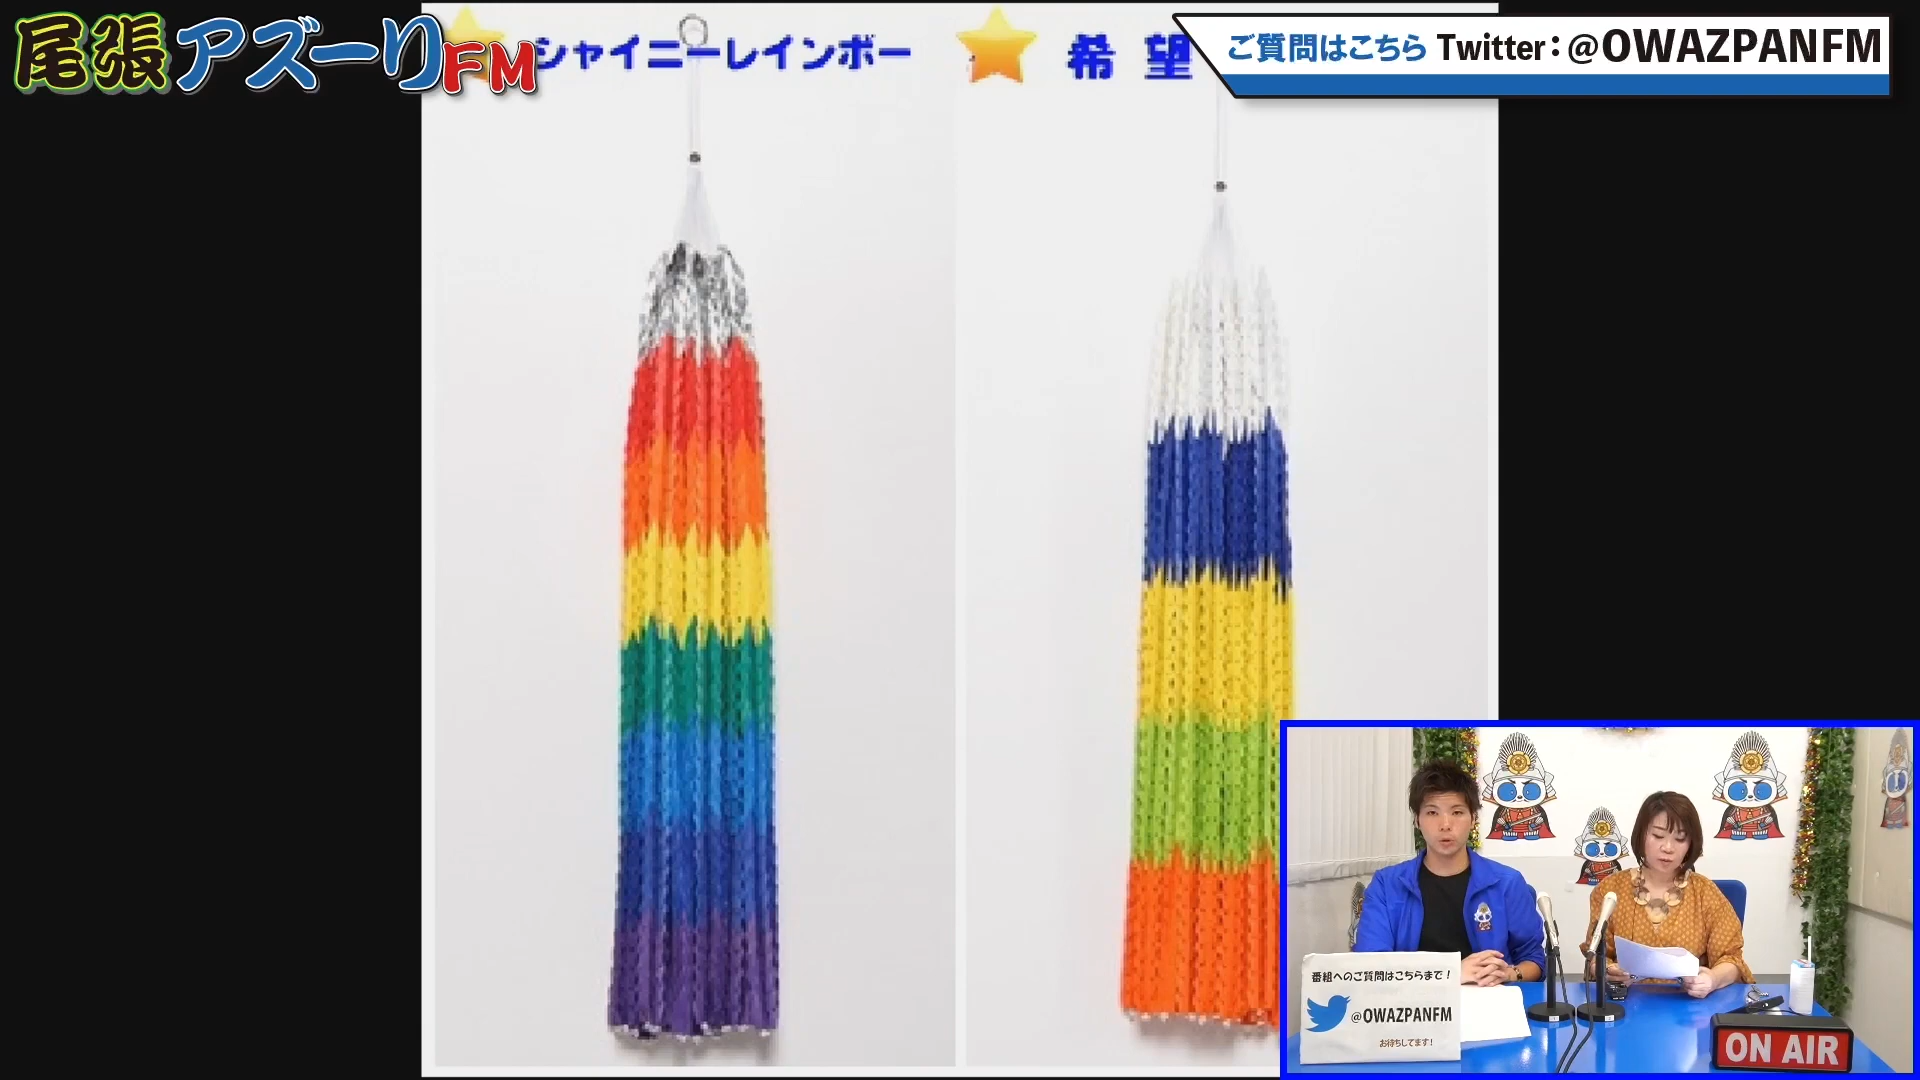 尾張アズーリFM
シャイニーレインボー
希望
ご質問はこちら Twitter：@OWAZPANFM
番組へのご質問はこちらまで！
@OWAZPANFM
お待ちしてます！
ON AIR